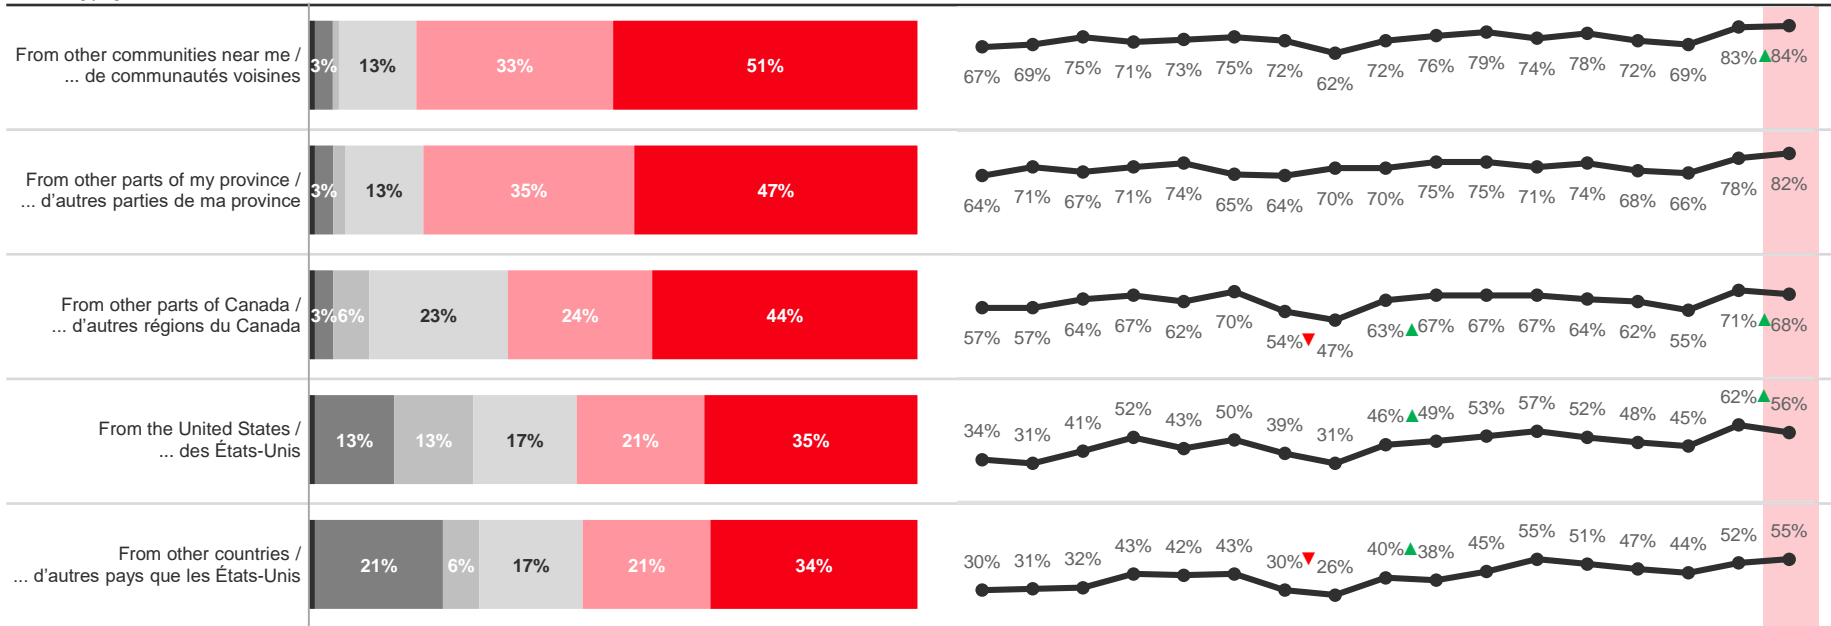 From other communities near me /
... de communautés voisines
3% 13% 33% 51%
67% 69% 75% 71% 73% 75% 72% 62% 72% 76% 79% 74% 78% 72% 69% 83% 84%
From other parts of my province /
... d'autres parties de ma province
3% 13% 35% 47%
64% 71% 67% 71% 74% 65% 64% 70% 70% 75% 75% 71% 74% 68% 66% 78% 82%
From other parts of Canada /
... d'autres régions du Canada
3% 6% 23% 24% 44%
57% 57% 64% 67% 62% 70% 54% 47% 63% 67% 67% 67% 64% 62% 55% 71% 68%
From the United States /
... des États-Unis
13% 13% 17% 21% 35%
34% 31% 41% 52% 43% 50% 39% 31% 46% 49% 53% 57% 52% 48% 45% 62% 56%
From other countries /
... d'autres pays que les États-Unis
21% 6% 17% 21% 34%
30% 31% 32% 43% 42% 43% 30% 26% 40% 38% 45% 55% 51% 47% 44% 52% 55%